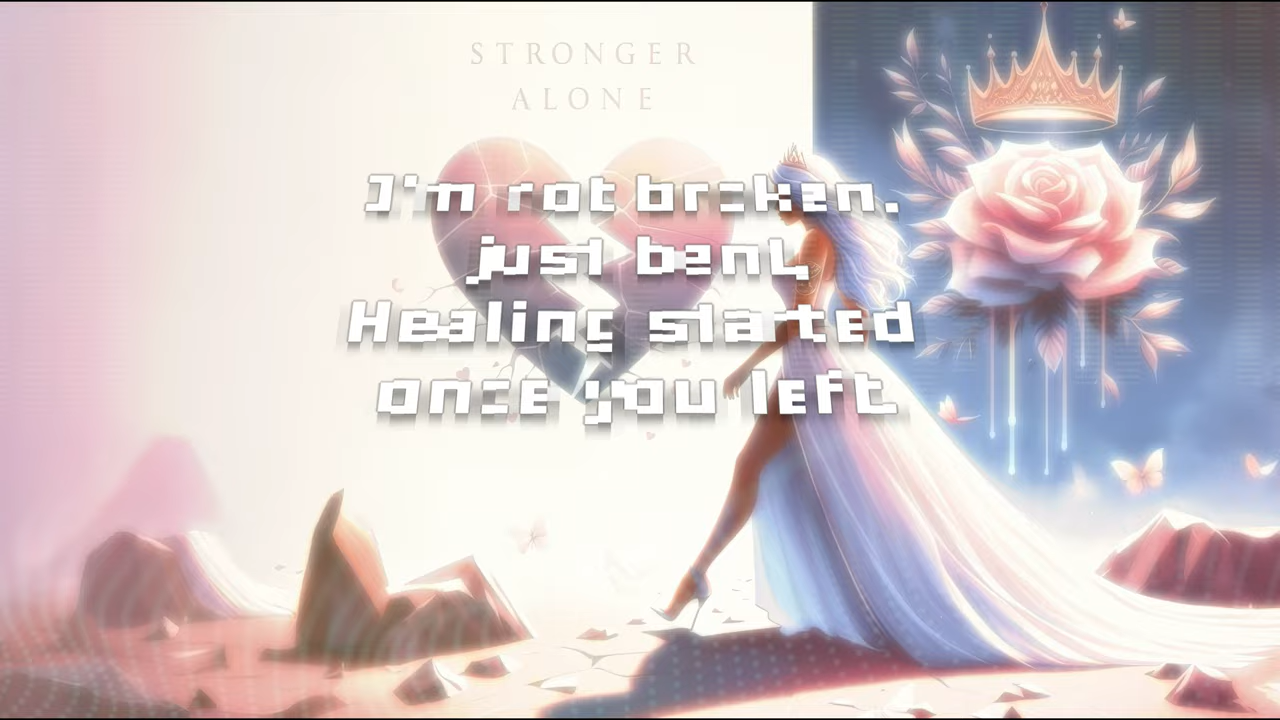 STRONGER
ALONE
I'm not broken.
just bent.
Healing started
once you left